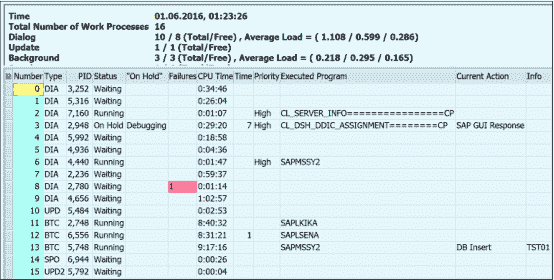 Time 01.06.2016, 01:23:26
Total Number of Work Processes 16
Dialog 10 / 8 (Total/Free) , Average Load = ( 1.108 / 0.599 / 0.286)
Update 1 / 1 (Total/Free)
Background 3 / 3 (Total/Free) , Average Load = ( 0.218 / 0.295 / 0.165)
Number Type PID Status "On Hold" Failures CPU Time Time Priority Executed Program Current Action Info
0 DIA 3,252 Waiting 0:34:46
1 DIA 5,316 Waiting 0:26:04
2 DIA 7,160 Running 0:01:07 High CL_SERVER_INFO================CP
3 DIA 2,948 On Hold Debugging 0:29:20 7 High CL_DSH_DDIC_ASSIGNMENT========CP SAP GUI Response
4 DIA 5,992 Waiting 0:18:58
5 DIA 4,936 Waiting 0:04:36
6 DIA 4,440 Running 0:01:47 High SAPMSSY2
7 DIA 2,236 Waiting 0:59:37
8 DIA 2,780 Waiting 1 0:01:14
9 DIA 4,656 Waiting 1:02:57
10 UPD 5,484 Waiting 0:02:53
11 BTC 2,748 Running 8:40:32 SAPLKIKA
12 BTC 6,556 Running 8:31:21 1 SAPLSENA
13 BTC 5,748 Running 9:17:16 SAPMSSY2 DB Insert TST01
14 SPO 6,944 Waiting 0:00:26
15 UPD2 5,792 Waiting 0:00:04